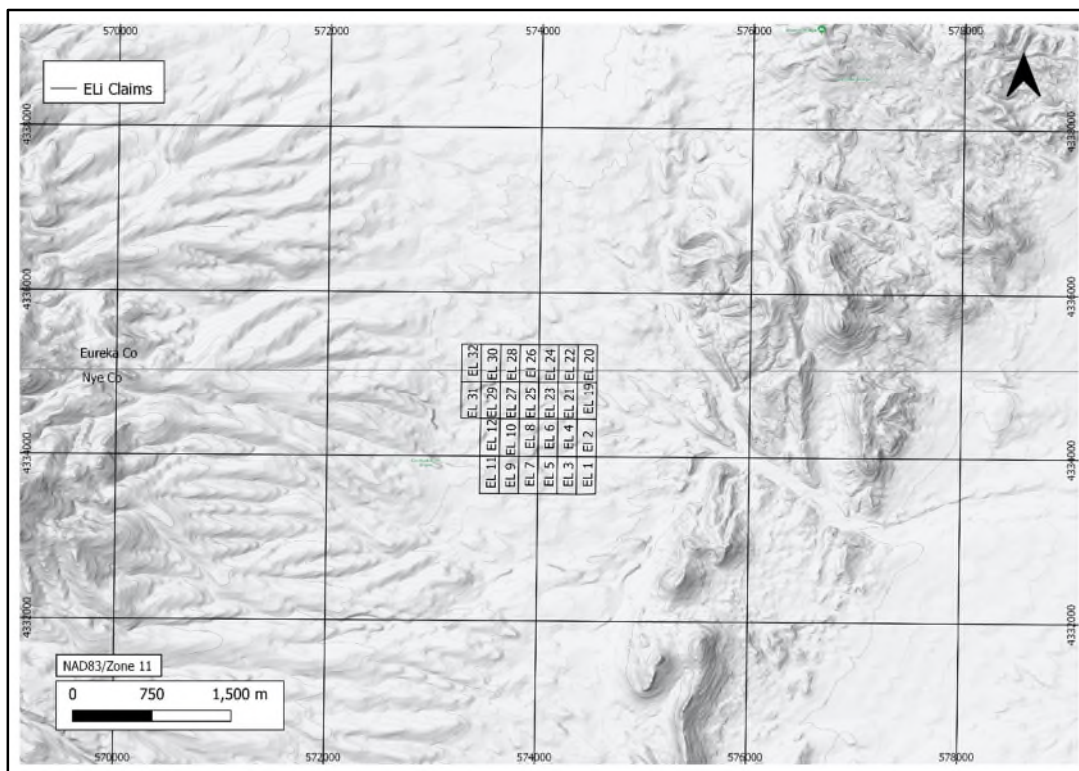 570000 572000 574000 576000 578000
ELi Claims
4338000 4338000
4336000 4336000
Eureka Co
Nye Co
EL 32 EL 30 EL 28 EL 26 EL 24 EL 22 EL 20
EL 31 EL 29 EL 27 EL 25 EL 23 EL 21 EL 19
EL 12 EL 10 EL 8 EL 6 EL 4 EL 2
4334000 4334000
EL 11 EL 9 EL 7 EL 5 EL 3 EL 1
4332000 4332000
NAD83/Zone 11
0 750 1,500 m
570000 572000 574000 576000 578000